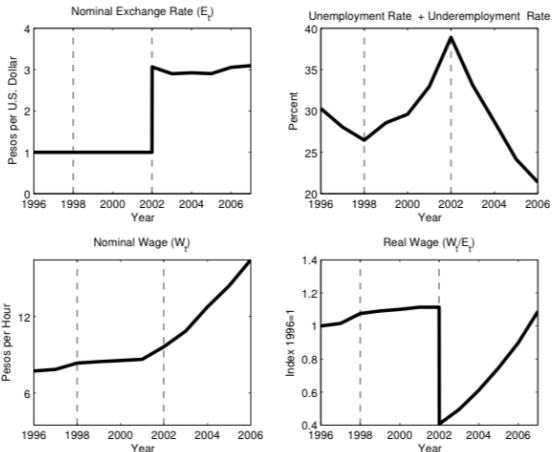 Nominal Exchange Rate (E_t)
Pesos per U.S. Dollar
4
3
2
1
0
1996 1998 2000 2002 2004 2006
Year
Unemployment Rate + Underemployment Rate
Percent
40
35
30
25
20
1996 1998 2000 2002 2004 2006
Year
Nominal Wage (W_t)
Pesos per Hour
12
6
1996 1998 2000 2002 2004 2006
Year
Real Wage (W_t/E_t)
Index 1996=1
1.4
1.2
1
0.8
0.6
0.4
1996 1998 2000 2002 2004 2006
Year